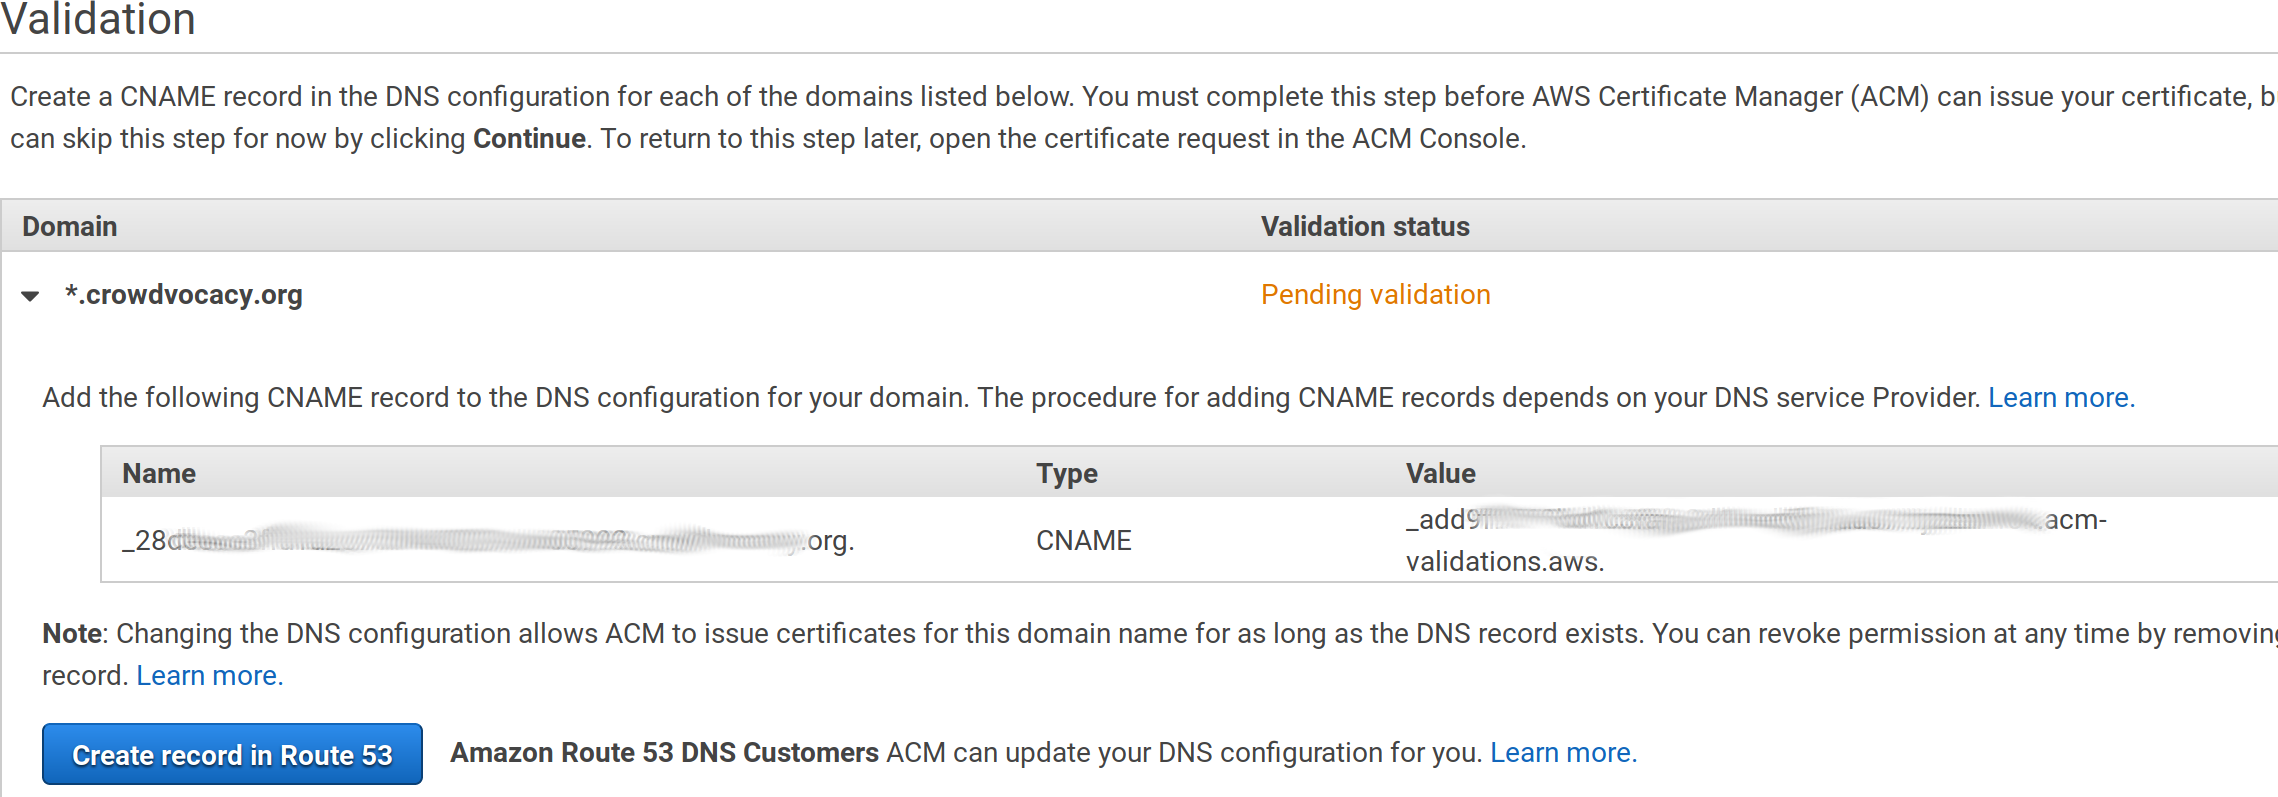 Validation
Create a CNAME record in the DNS configuration for each of the domains listed below. You must complete this step before AWS Certificate Manager (ACM) can issue your certificate,
can skip this step for now by clicking Continue. To return to this step later, open the certificate request in the ACM Console.
Domain Validation status
*.crowdvocacy.org Pending validation
Add the following CNAME record to the DNS configuration for your domain. The procedure for adding CNAME records depends on your DNS service Provider. Learn more.
Name Type Value
.org. CNAME acm-
validations.aws.
Note: Changing the DNS configuration allows ACM to issue certificates for this domain name for as long as the DNS record exists. You can revoke permission at any time by removing
record. Learn more.
Create record in Route 53 Amazon Route 53 DNS Customers ACM can update your DNS configuration for you. Learn more.